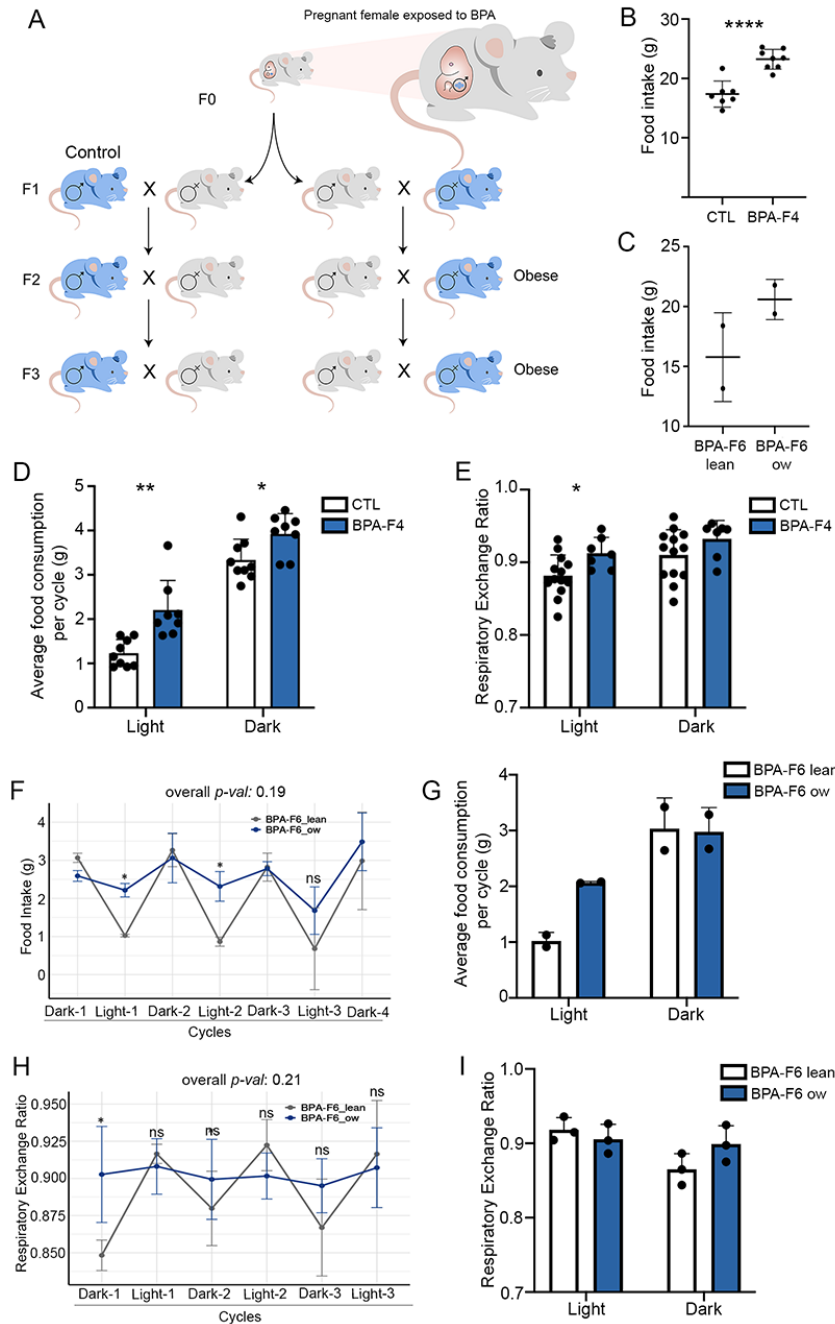 A
Pregnant female exposed to BPA
F0
Control
F1
X
X
F2
X
X
Obese
F3
X
X
Obese
B
****
Food intake (g)
30
20
10
CTL
BPA-F4
C
Food intake (g)
25
20
15
10
BPA-F6
lean
BPA-F6
ow
D
**
*
CTL
BPA-F4
Average food consumption
per cycle (g)
5
4
3
2
1
0
Light
Dark
E
*
CTL
BPA-F4
Respiratory Exchange Ratio
1.0
0.9
0.8
0.7
Light
Dark
F
overall p-val: 0.19
BPA-F6_lean
BPA-F6_ow
Food Intake (g)
4
3
2
1
0
*
*
ns
Dark-1
Light-1
Dark-2
Light-2
Dark-3
Light-3
Dark-4
Cycles
G
BPA-F6 lean
BPA-F6 ow
Average food consumption
per cycle (g)
4
3
2
1
0
Light
Dark
H
overall p-val: 0.21
BPA-F6_lean
BPA-F6_ow
Respiratory Exchange Ratio
0.950
0.925
0.900
0.875
0.850
*
ns
*
ns
ns
ns
Dark-1
Light-1
Dark-2
Light-2
Dark-3
Light-3
Cycles
I
BPA-F6 lean
BPA-F6 ow
Respiratory Exchange Ratio
1.0
0.9
0.8
0.7
Light
Dark